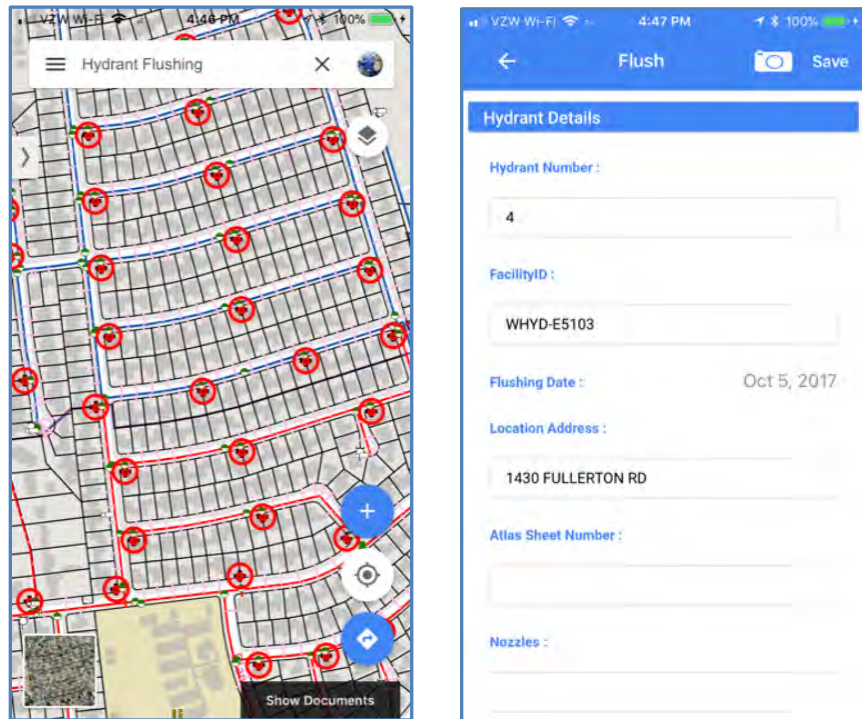 VZW Wi-Fi 4:46 PM 100%
Hydrant Flushing
Show Documents
VZW Wi-Fi 4:47 PM 100%
Flush Save
Hydrant Details
Hydrant Number :
4
FacilityID :
WHYD-E5103
Flushing Date : Oct 5, 2017
Location Address :
1430 FULLERTON RD
Atlas Sheet Number :
Nozzles :